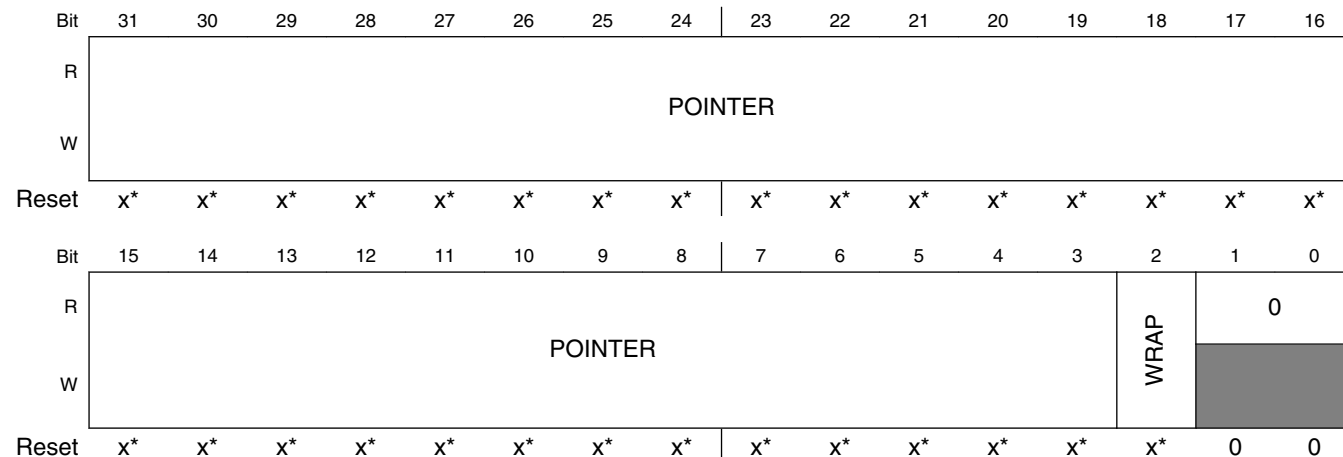 Bit 31 30 29 28 27 26 25 24 23 22 21 20 19 18 17 16
R
POINTER
W
Reset x* x* x* x* x* x* x* x* x* x* x* x* x* x* x* x*
Bit 15 14 13 12 11 10 9 8 7 6 5 4 3 2 1 0
R 0
POINTER WRAP
W
Reset x* x* x* x* x* x* x* x* x* x* x* x* x* x* 0 0